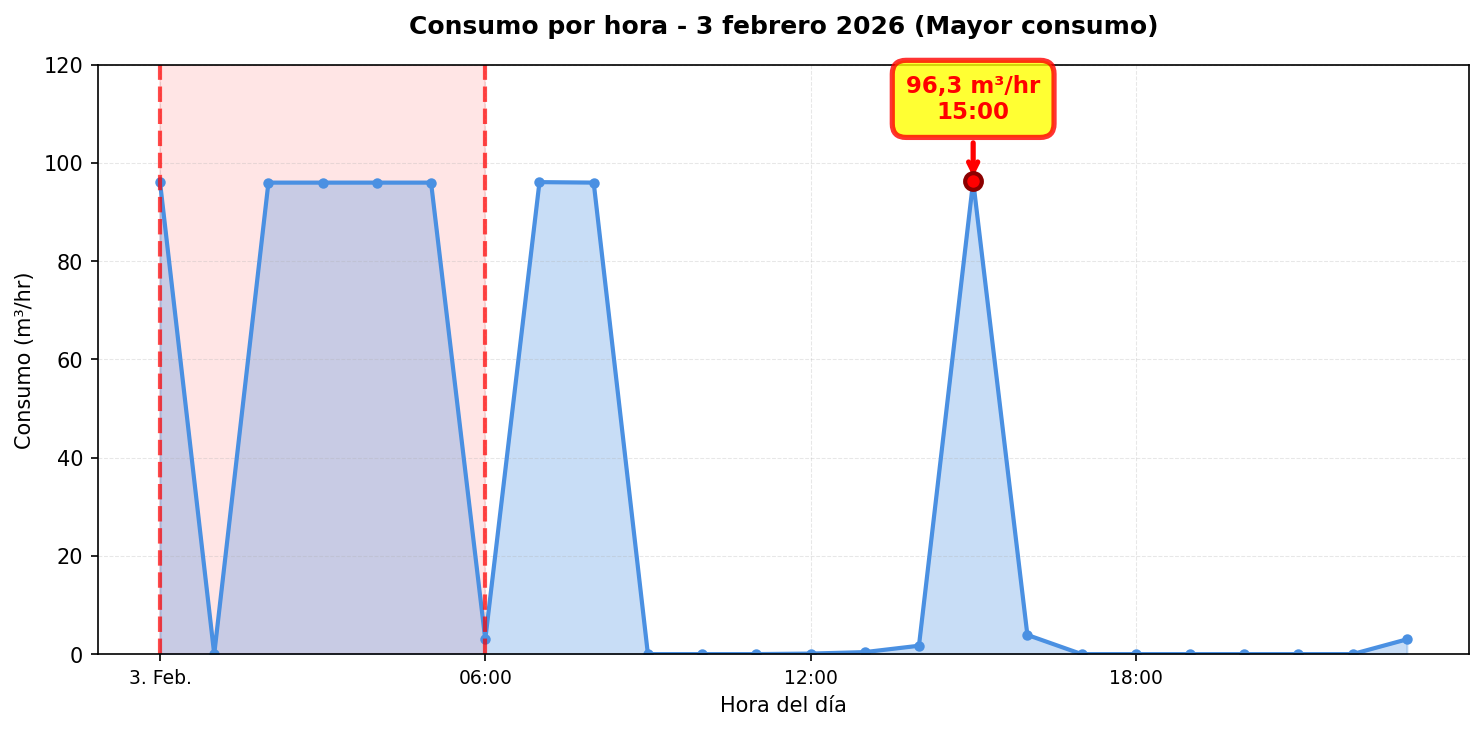 Consumo por hora - 3 febrero 2026 (Mayor consumo)
96,3 m³/hr
15:00
120
100
80
60
40
20
0
Consumo (m³/hr)
3. Feb.
06:00
12:00
18:00
Hora del día